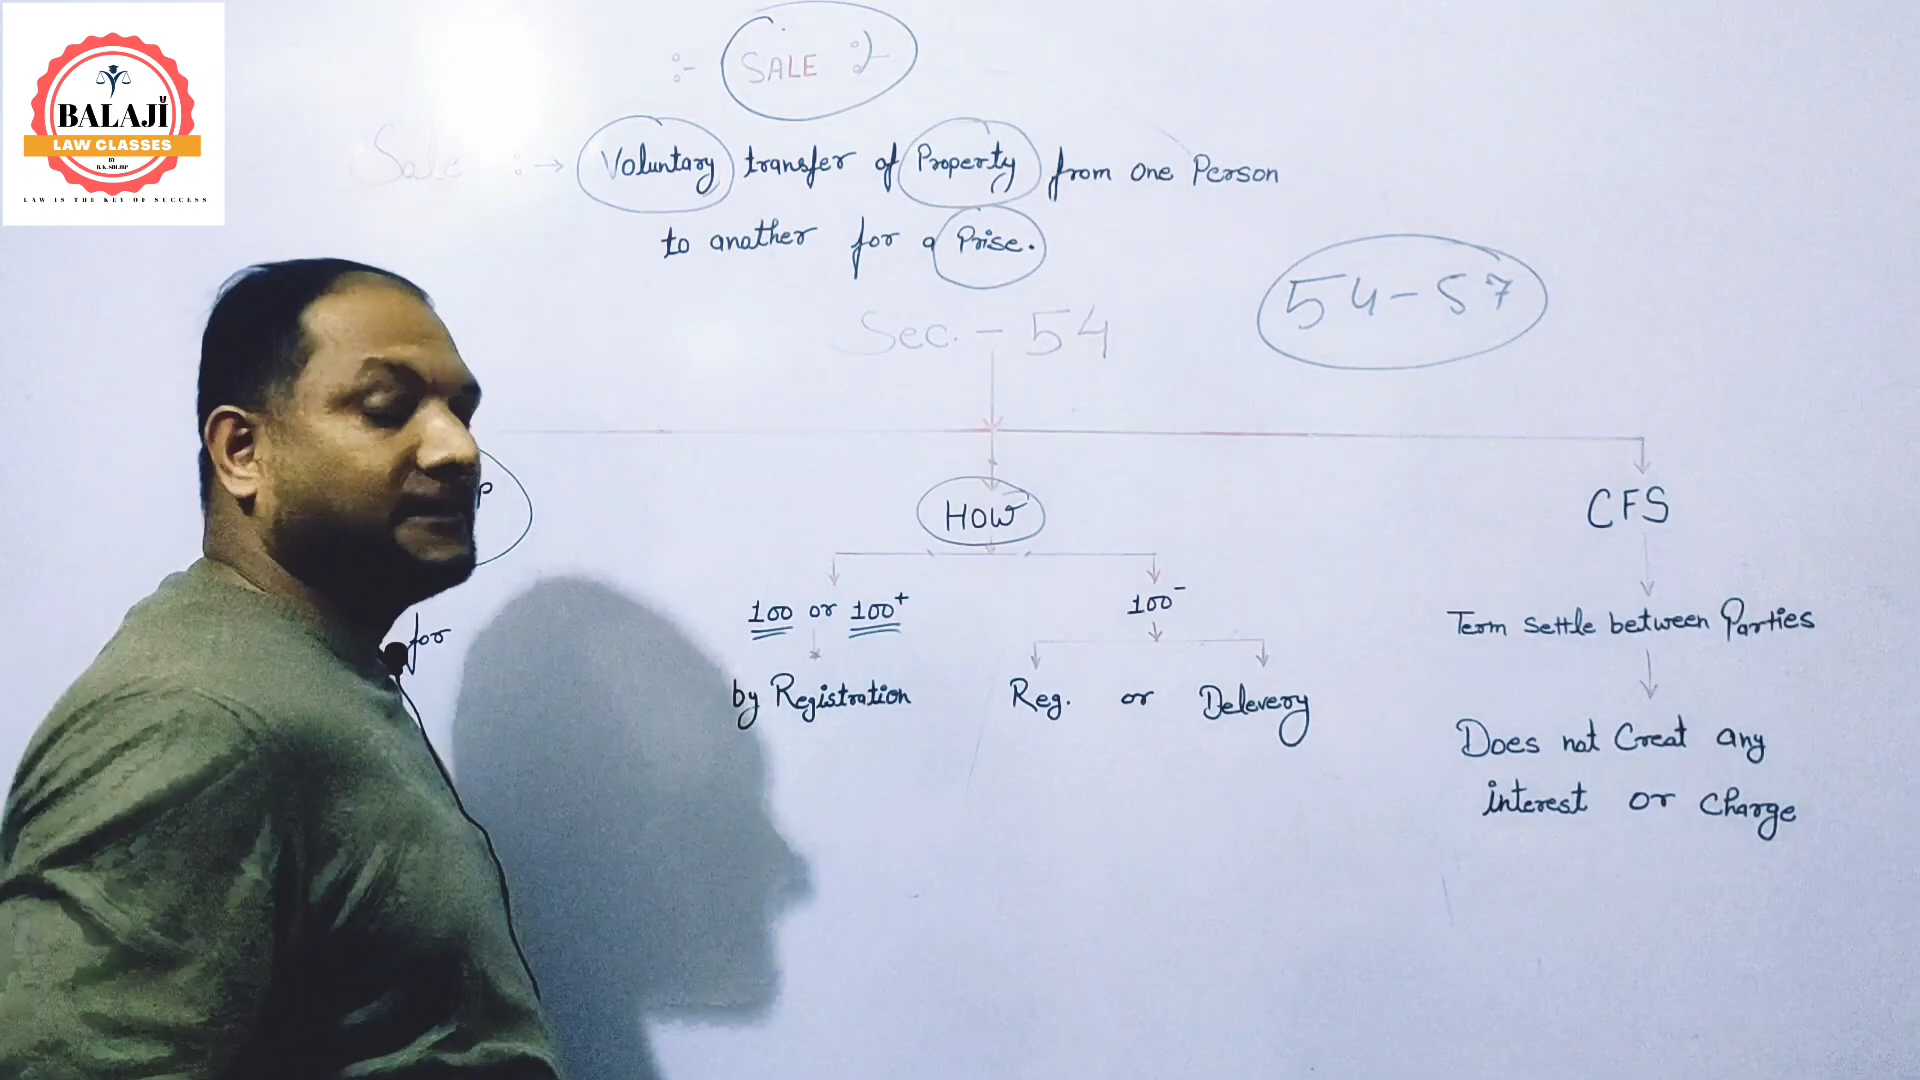 BALAJI
LAW CLASSES
BY
LAW IS THE KEY OF SUCCESS
:- SALE :-
Sale :→ Voluntary transfer of Property from one Person
to anather for a Prise.
54-57
Sec. - 54
P
HOW
CFS
for
100 or 100+
100-
Term Settle between Parties
by Registration
Reg. or Delevery
Does not Creat any
interest or Charge